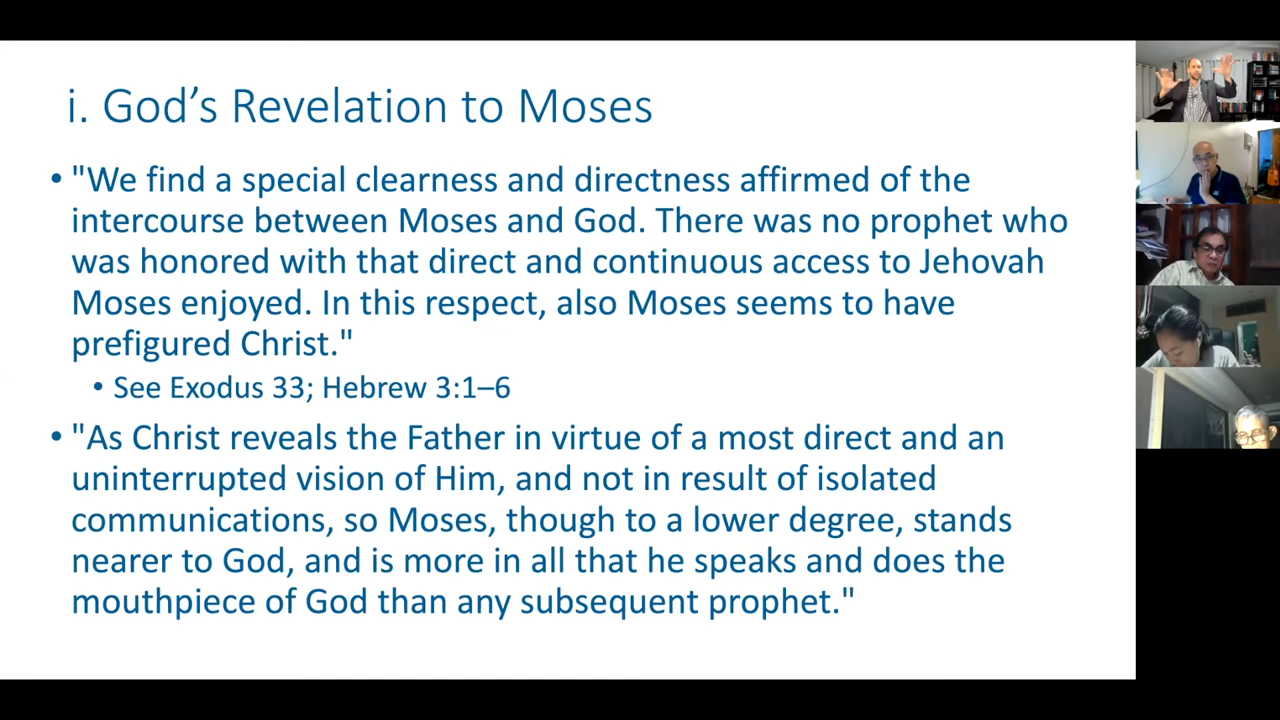 i. God’s Revelation to Moses
• "We find a special clearness and directness affirmed of the
intercourse between Moses and God. There was no prophet who
was honored with that direct and continuous access to Jehovah
Moses enjoyed. In this respect, also Moses seems to have
prefigured Christ."
• See Exodus 33; Hebrew 3:1–6
• "As Christ reveals the Father in virtue of a most direct and an
uninterrupted vision of Him, and not in result of isolated
communications, so Moses, though to a lower degree, stands
nearer to God, and is more in all that he speaks and does the
mouthpiece of God than any subsequent prophet."